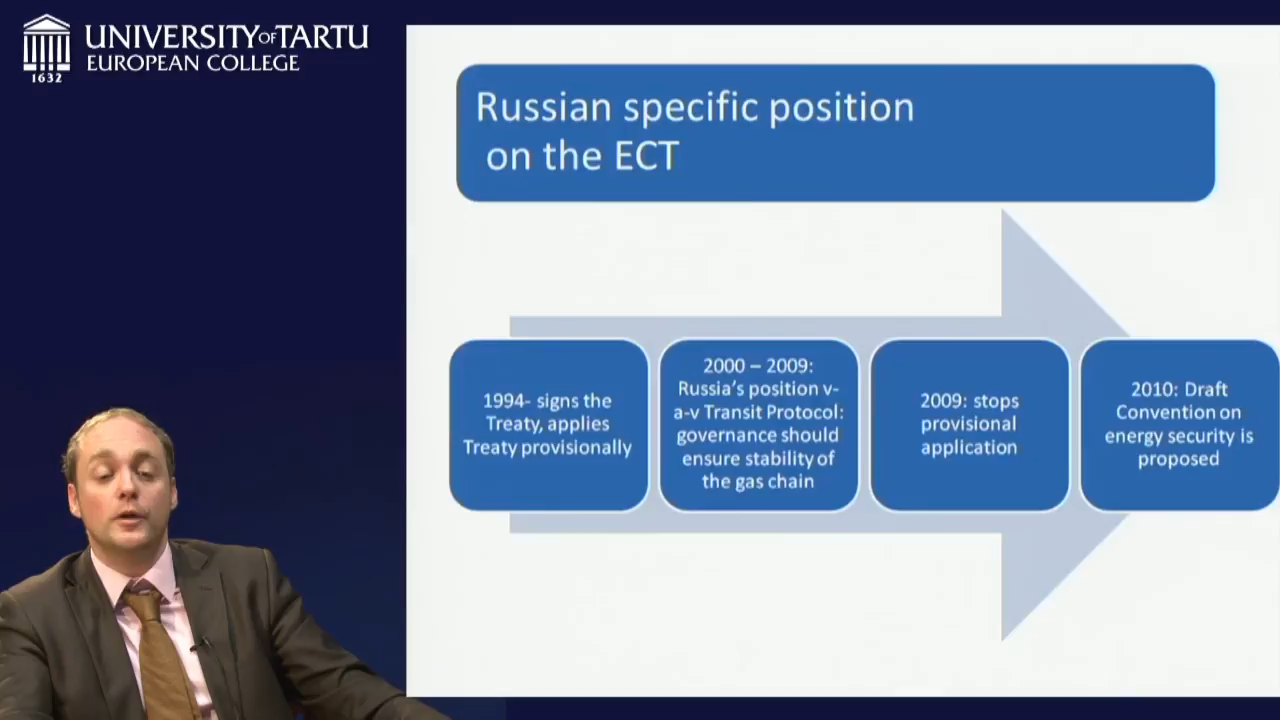 UNIVERSITY OF TARTU
EUROPEAN COLLEGE
1632
Russian specific position
on the ECT
1994- signs the
Treaty, applies
Treaty provisionally
2000 – 2009:
Russia's position v-
a-v Transit Protocol:
governance should
ensure stability of
the gas chain
2009: stops
provisional
application
2010: Draft
Convention on
energy security is
proposed